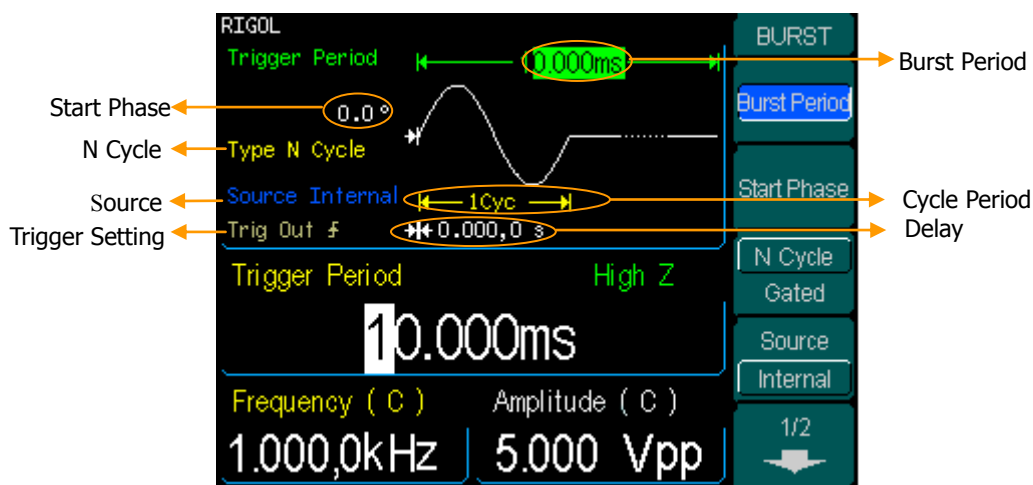 RIGOL
BURST
Trigger Period 10.000ms
Burst Period
Burst Period
Start Phase
0.0°
N Cycle
Type N Cycle
Source
Source Internal
1Cyc
Start Phase
Cycle Period
Trigger Setting
Trig Out
0.000,0 s
Delay
Trigger Period High Z
N Cycle
Gated
10.000ms
Source
Internal
Frequency ( C ) Amplitude ( C )
1/2
1.000,0kHz 5.000 Vpp